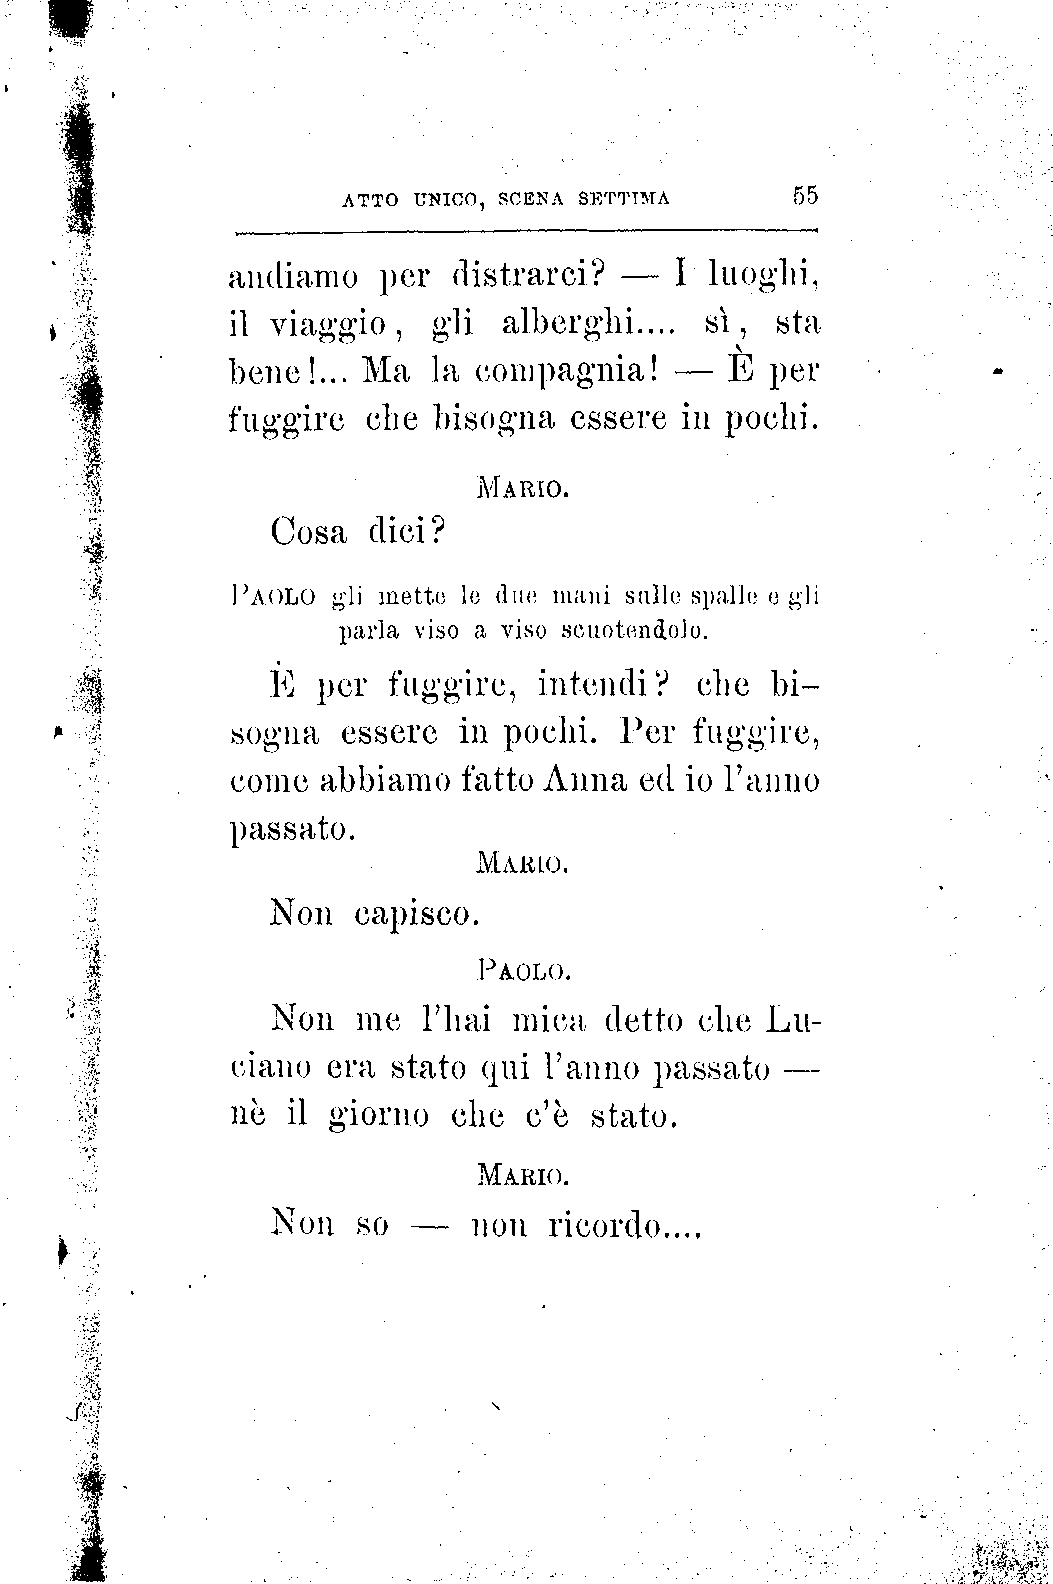 ATTO UNICO, SCENA SETTIMA 55
andiamo per distrarci? — I luoghi,
il viaggio, gli alberghi.... sì, sta
bene!... Ma la compagnia! — È per
fuggire che bisogna essere in pochi.
MARIO.
Cosa dici?
PAOLO gli mette le due mani sulle spalle e gli
parla viso a viso scuotendolo.
È per fuggire, intendi? che bi-
sogna essere in pochi. Per fuggire,
come abbiamo fatto Anna ed io l'anno
passato.
MARIO.
Non capisco.
PAOLO.
Non me l'hai mica detto che Lu-
ciano era stato qui l'anno passato —
nè il giorno che c'è stato.
MARIO.
Non so — non ricordo....